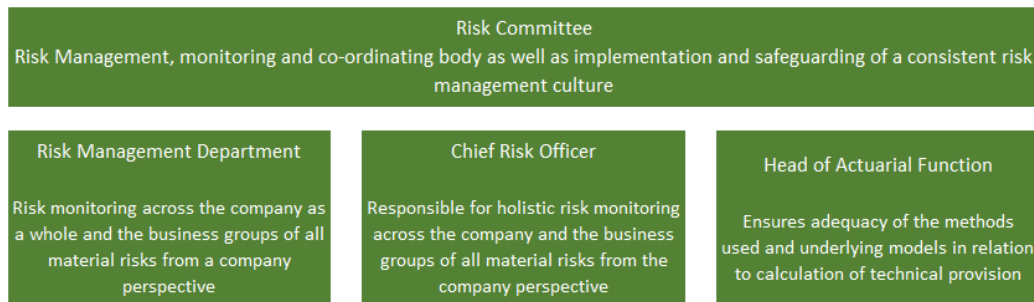 Risk Committee
Risk Management, monitoring and co-ordinating body as well as implementation and safeguarding of a consistent risk
management culture
Risk Management Department
Risk monitoring across the company as
a whole and the business groups of all
material risks from a company
perspective
Chief Risk Officer
Responsible for holistic risk monitoring
across the company and the business
groups of all material risks from the
company perspective
Head of Actuarial Function
Ensures adequacy of the methods
used and underlying models in relation
to calculation of technical provision